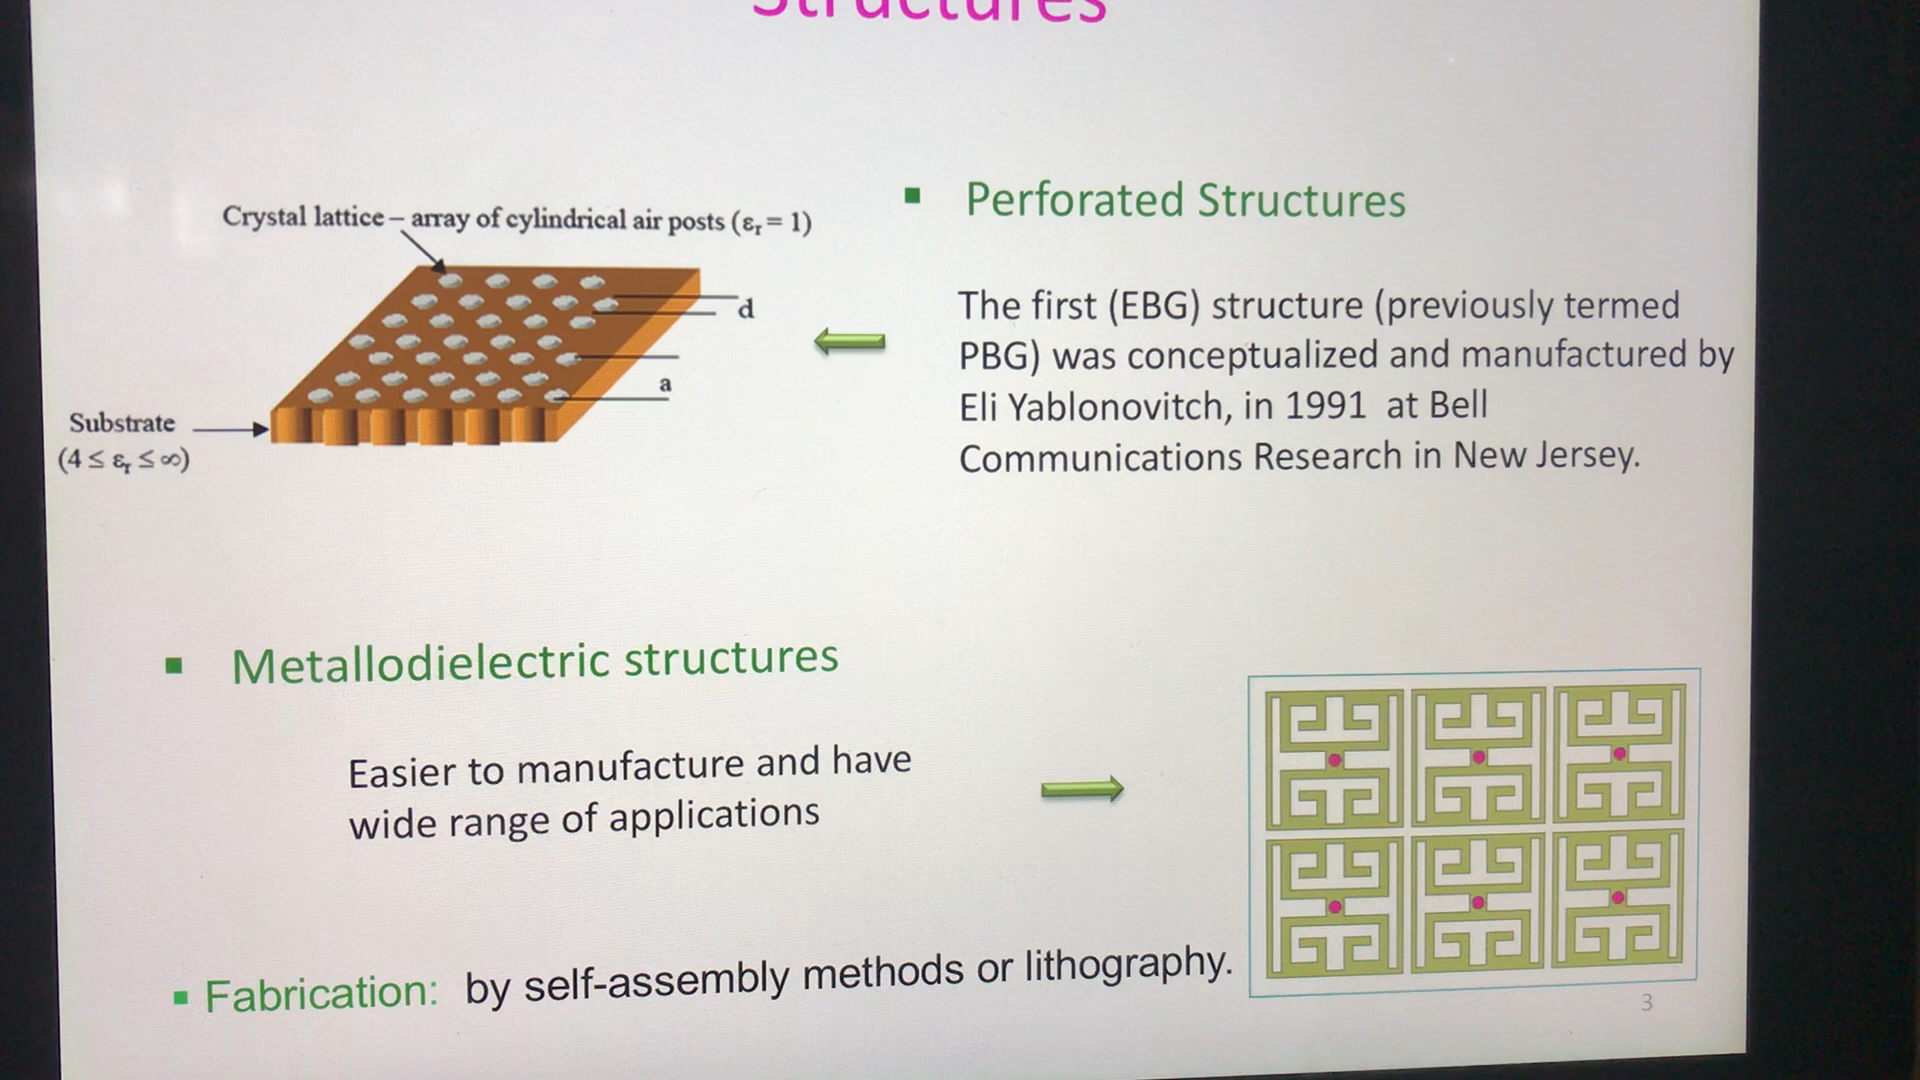 Structures
Crystal lattice – array of cylindrical air posts (εr = 1)
▪ Perforated Structures
d
The first (EBG) structure (previously termed
PBG) was conceptualized and manufactured by
Eli Yablonovitch, in 1991 at Bell
Communications Research in New Jersey.
a
Substrate
(4 ≤ εr ≤ ∞)
▪ Metallodielectric structures
Easier to manufacture and have
wide range of applications
▪ Fabrication: by self-assembly methods or lithography.
3